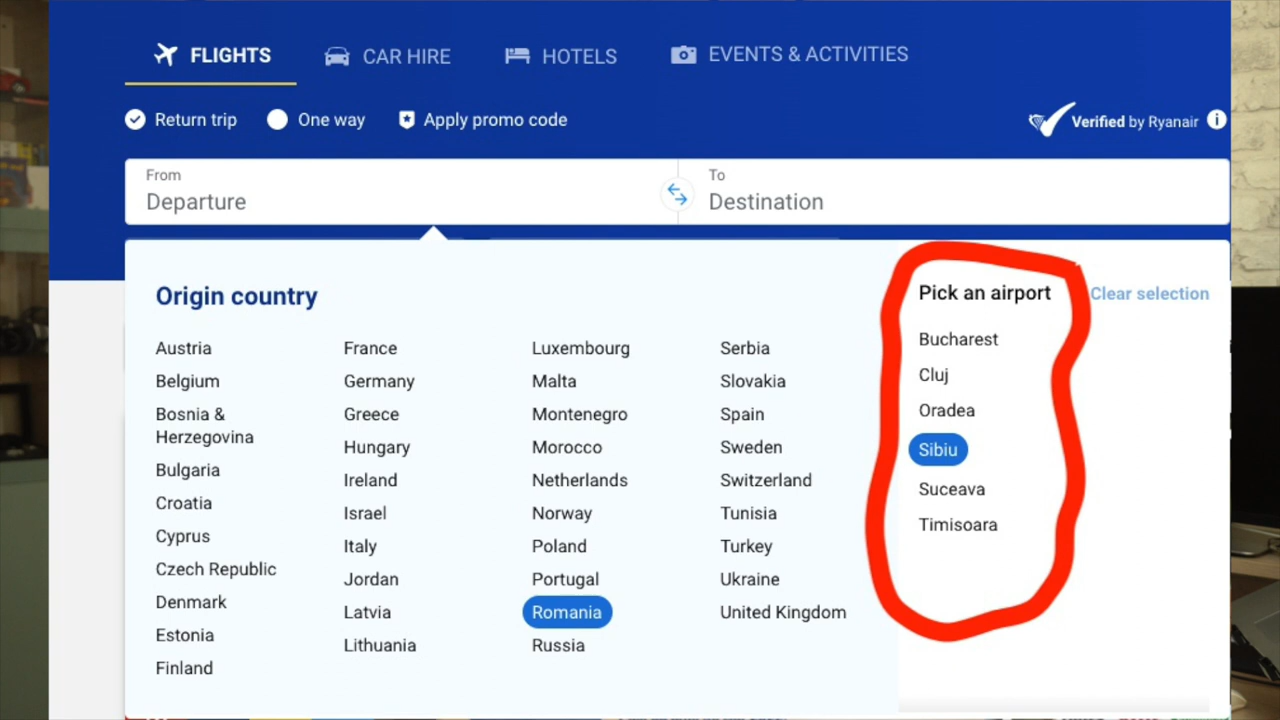 FLIGHTS
CAR HIRE
HOTELS
EVENTS & ACTIVITIES
Return trip
One way
Apply promo code
Verified by Ryanair
From
Departure
To
Destination
Origin country
Austria
Belgium
Bosnia &
Herzegovina
Bulgaria
Croatia
Cyprus
Czech Republic
Denmark
Estonia
Finland
France
Germany
Greece
Hungary
Ireland
Israel
Italy
Jordan
Latvia
Lithuania
Luxembourg
Malta
Montenegro
Morocco
Netherlands
Norway
Poland
Portugal
Romania
Russia
Serbia
Slovakia
Spain
Sweden
Switzerland
Tunisia
Turkey
Ukraine
United Kingdom
Pick an airport
Clear selection
Bucharest
Cluj
Oradea
Sibiu
Suceava
Timisoara